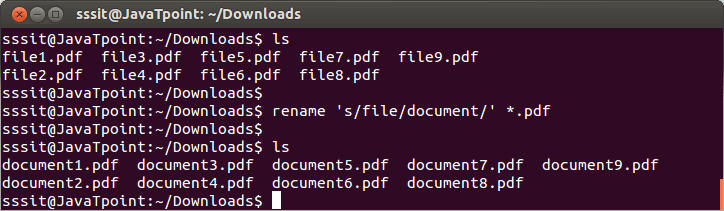 sssit@JavaTpoint: ~/Downloads
sssit@JavaTpoint:~/Downloads$ ls
file1.pdf  file3.pdf  file5.pdf  file7.pdf  file9.pdf
file2.pdf  file4.pdf  file6.pdf  file8.pdf
sssit@JavaTpoint:~/Downloads$
sssit@JavaTpoint:~/Downloads$ rename 's/file/document/' *.pdf
sssit@JavaTpoint:~/Downloads$
sssit@JavaTpoint:~/Downloads$ ls
document1.pdf  document3.pdf  document5.pdf  document7.pdf  document9.pdf
document2.pdf  document4.pdf  document6.pdf  document8.pdf
sssit@JavaTpoint:~/Downloads$